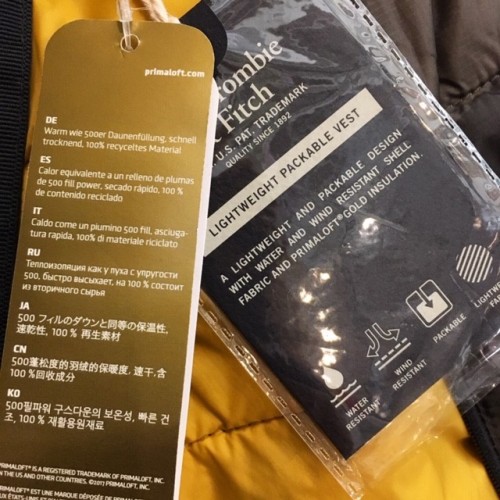 primaloft.com
DE
Warm wie 500er Daunenfüllung, schnell
trocknend, 100% recyceltes Material
ES
Calor equivalente a un relleno de plumas
de 500 fill power, secado rápido, 100 %
de contenido reciclado
IT
Caldo come un piumino 500 fill, asciuga-
tura rapida, 100% di materiale riciclato
RU
Теплоизоляция как у пуха с упругости
500, быстро высыхает, на 100 % состоит
из вторичного сырья
JA
500 フィルのダウンと同等の保温性,
速乾性, 100 % 再生素材
CN
500蓬松度的羽绒的保暖度, 速干,含
100 %回收成分
KO
500필파워 구스다운의 보온성, 빠른 건
조, 100 % 재활용원재료
PRIMALOFT® IS A REGISTERED TRADEMARK OF PRIMALOFT, INC.
IN THE US AND OTHER COUNTRIES. ©2017 PRIMALOFT, INC.
PRIMALOFT® EST UNE MARQUE DÉPOSÉE DE PRIMALOFT,
AUX ÉTATS-UNIS ET
ombie
Fitch
U.S. PAT. TRADEMARK
QUALITY SINCE 1892
LIGHTWEIGHT PACKABLE VEST
A LIGHTWEIGHT AND PACKABLE DESIGN
WITH WATER AND WIND RESISTANT SHELL
FABRIC AND PRIMALOFT® GOLD INSULATION.
WATER
RESISTANT
WIND
RESISTANT
PACKABLE
LIGHTWE